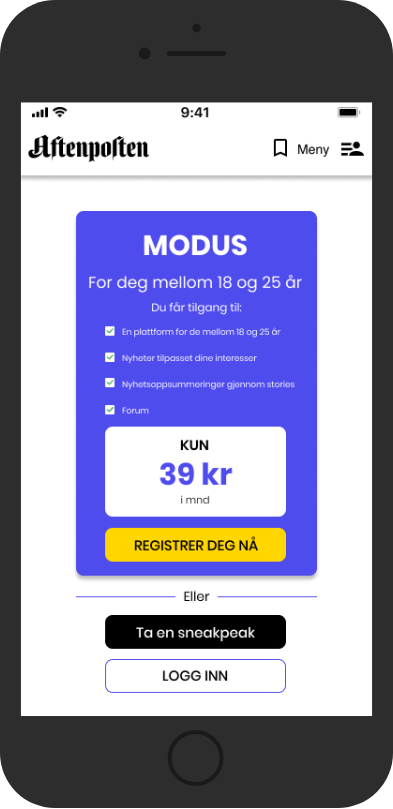 9:41
Aftenposten
Meny
MODUS
For deg mellom 18 og 25 år
Du får tilgang til:
En plattform for de mellom 18 og 25 år
Nyheter tilpasset dine interesser
Nyhetsoppsummeringer gjennom stories
Forum
KUN
39 kr
i mnd
REGISTRER DEG NÅ
Eller
Ta en sneakpeak
LOGG INN